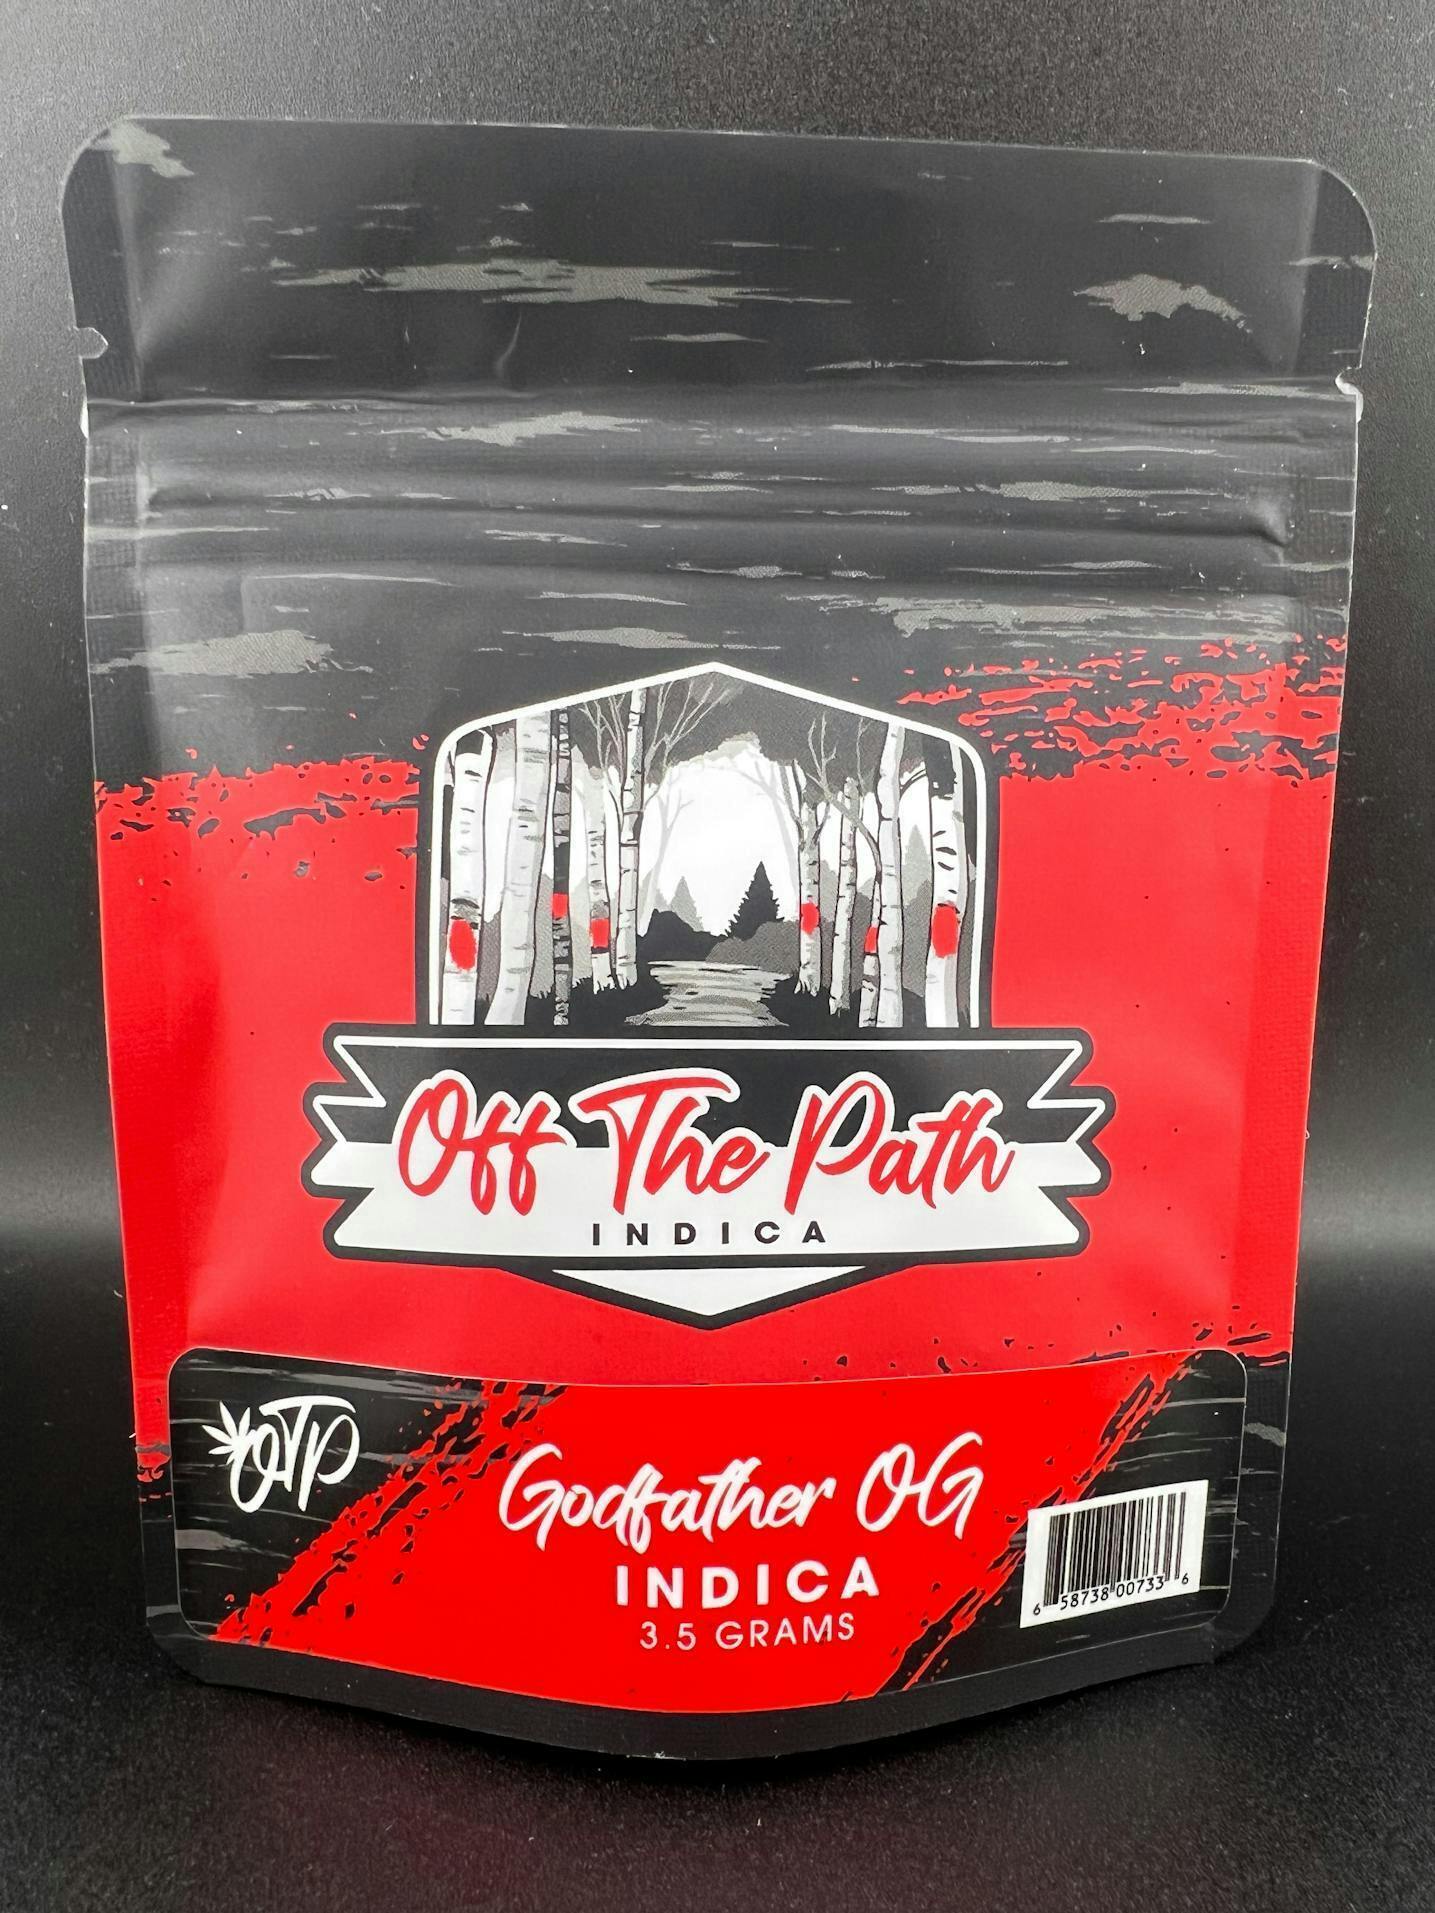 Off The Path
INDICA
OTP
Godfather OG
INDICA
3.5 GRAMS
6 58738 00733 6